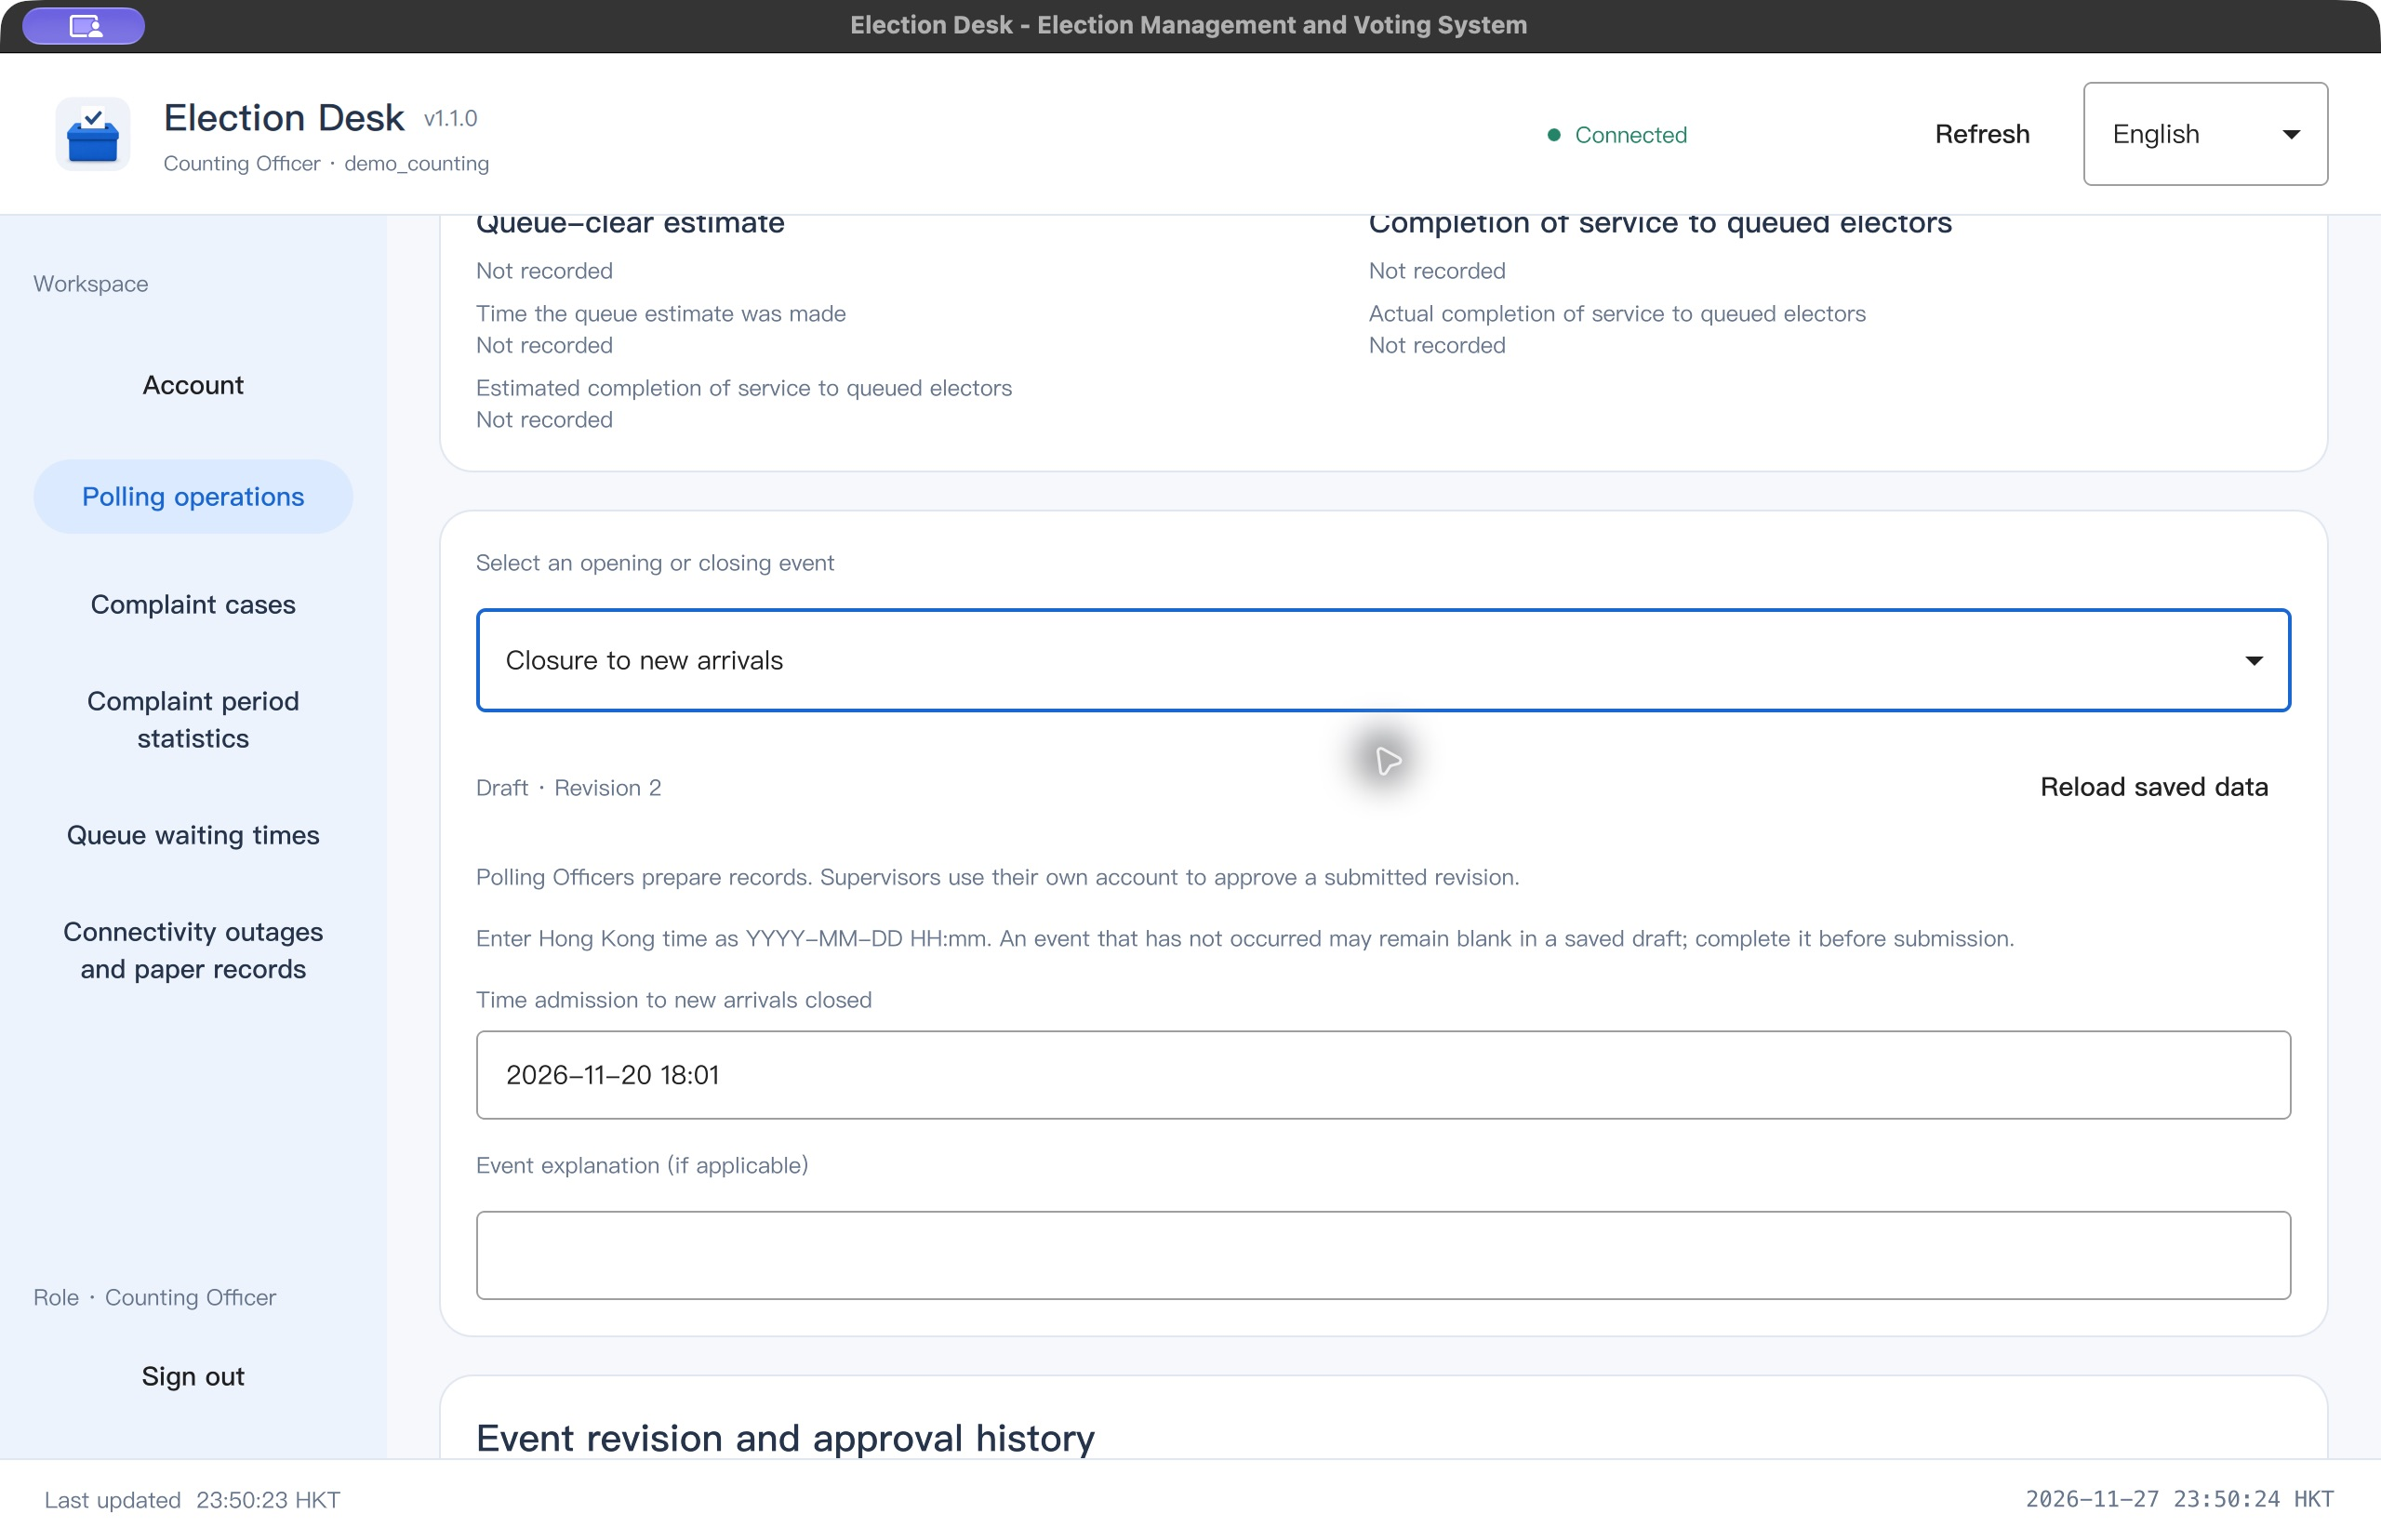 Election Desk - Election Management and Voting System
Election Desk v1.1.0
Counting Officer · demo_counting
Connected
Refresh
English
Workspace
Account
Polling operations
Complaint cases
Complaint period
statistics
Queue waiting times
Connectivity outages
and paper records
Role · Counting Officer
Sign out
Queue–clear estimate
Not recorded
Time the queue estimate was made
Not recorded
Estimated completion of service to queued electors
Not recorded
Completion of service to queued electors
Not recorded
Actual completion of service to queued electors
Not recorded
Select an opening or closing event
Closure to new arrivals
Draft · Revision 2
Reload saved data
Polling Officers prepare records. Supervisors use their own account to approve a submitted revision.
Enter Hong Kong time as YYYY–MM–DD HH:mm. An event that has not occurred may remain blank in a saved draft; complete it before submission.
Time admission to new arrivals closed
2026–11–20 18:01
Event explanation (if applicable)
Event revision and approval history
Last updated 23:50:23 HKT
2026–11–27 23:50:24 HKT